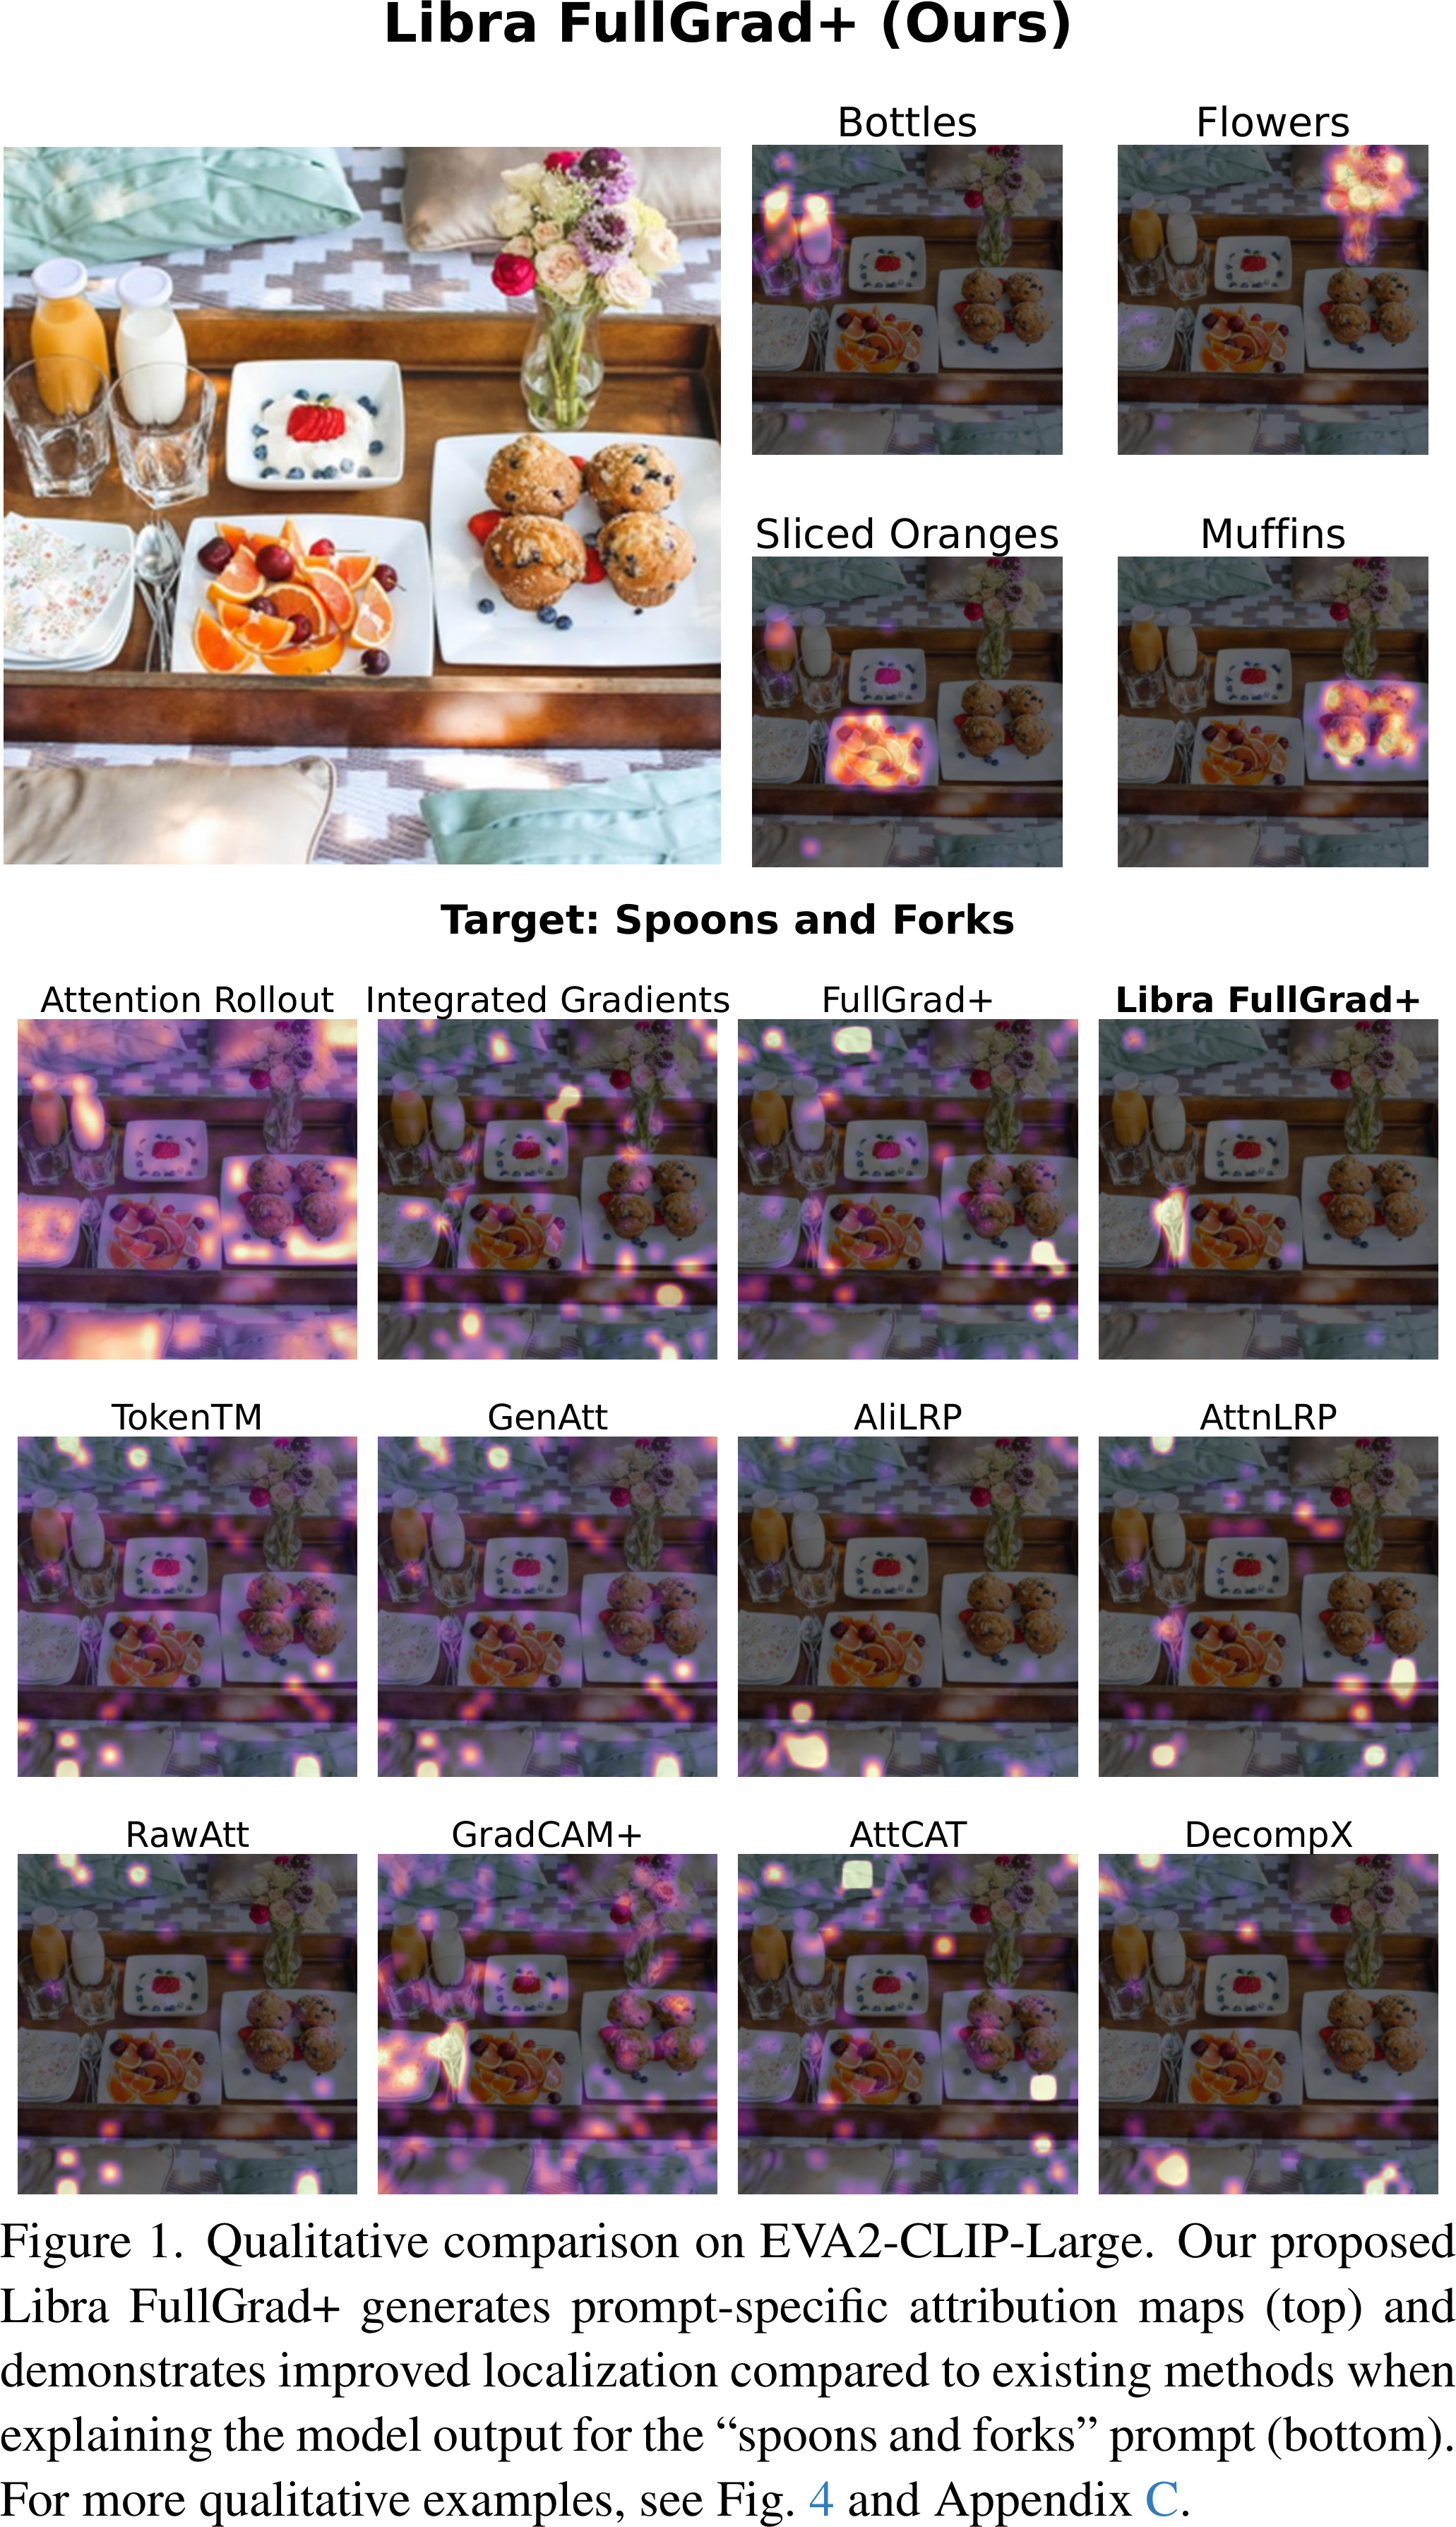 Libra FullGrad+ (Ours)
Bottles
Flowers
Sliced Oranges
Muffins
Target: Spoons and Forks
Attention Rollout
Integrated Gradients
FullGrad+
Libra FullGrad+
TokenTM
GenAtt
AliLRP
AttnLRP
RawAtt
GradCAM+
AttCAT
DecompX
Figure 1. Qualitative comparison on EVA2-CLIP-Large. Our proposed
Libra FullGrad+ generates prompt-specific attribution maps (top) and
demonstrates improved localization compared to existing methods when
explaining the model output for the “spoons and forks” prompt (bottom).
For more qualitative examples, see Fig. 4 and Appendix C.